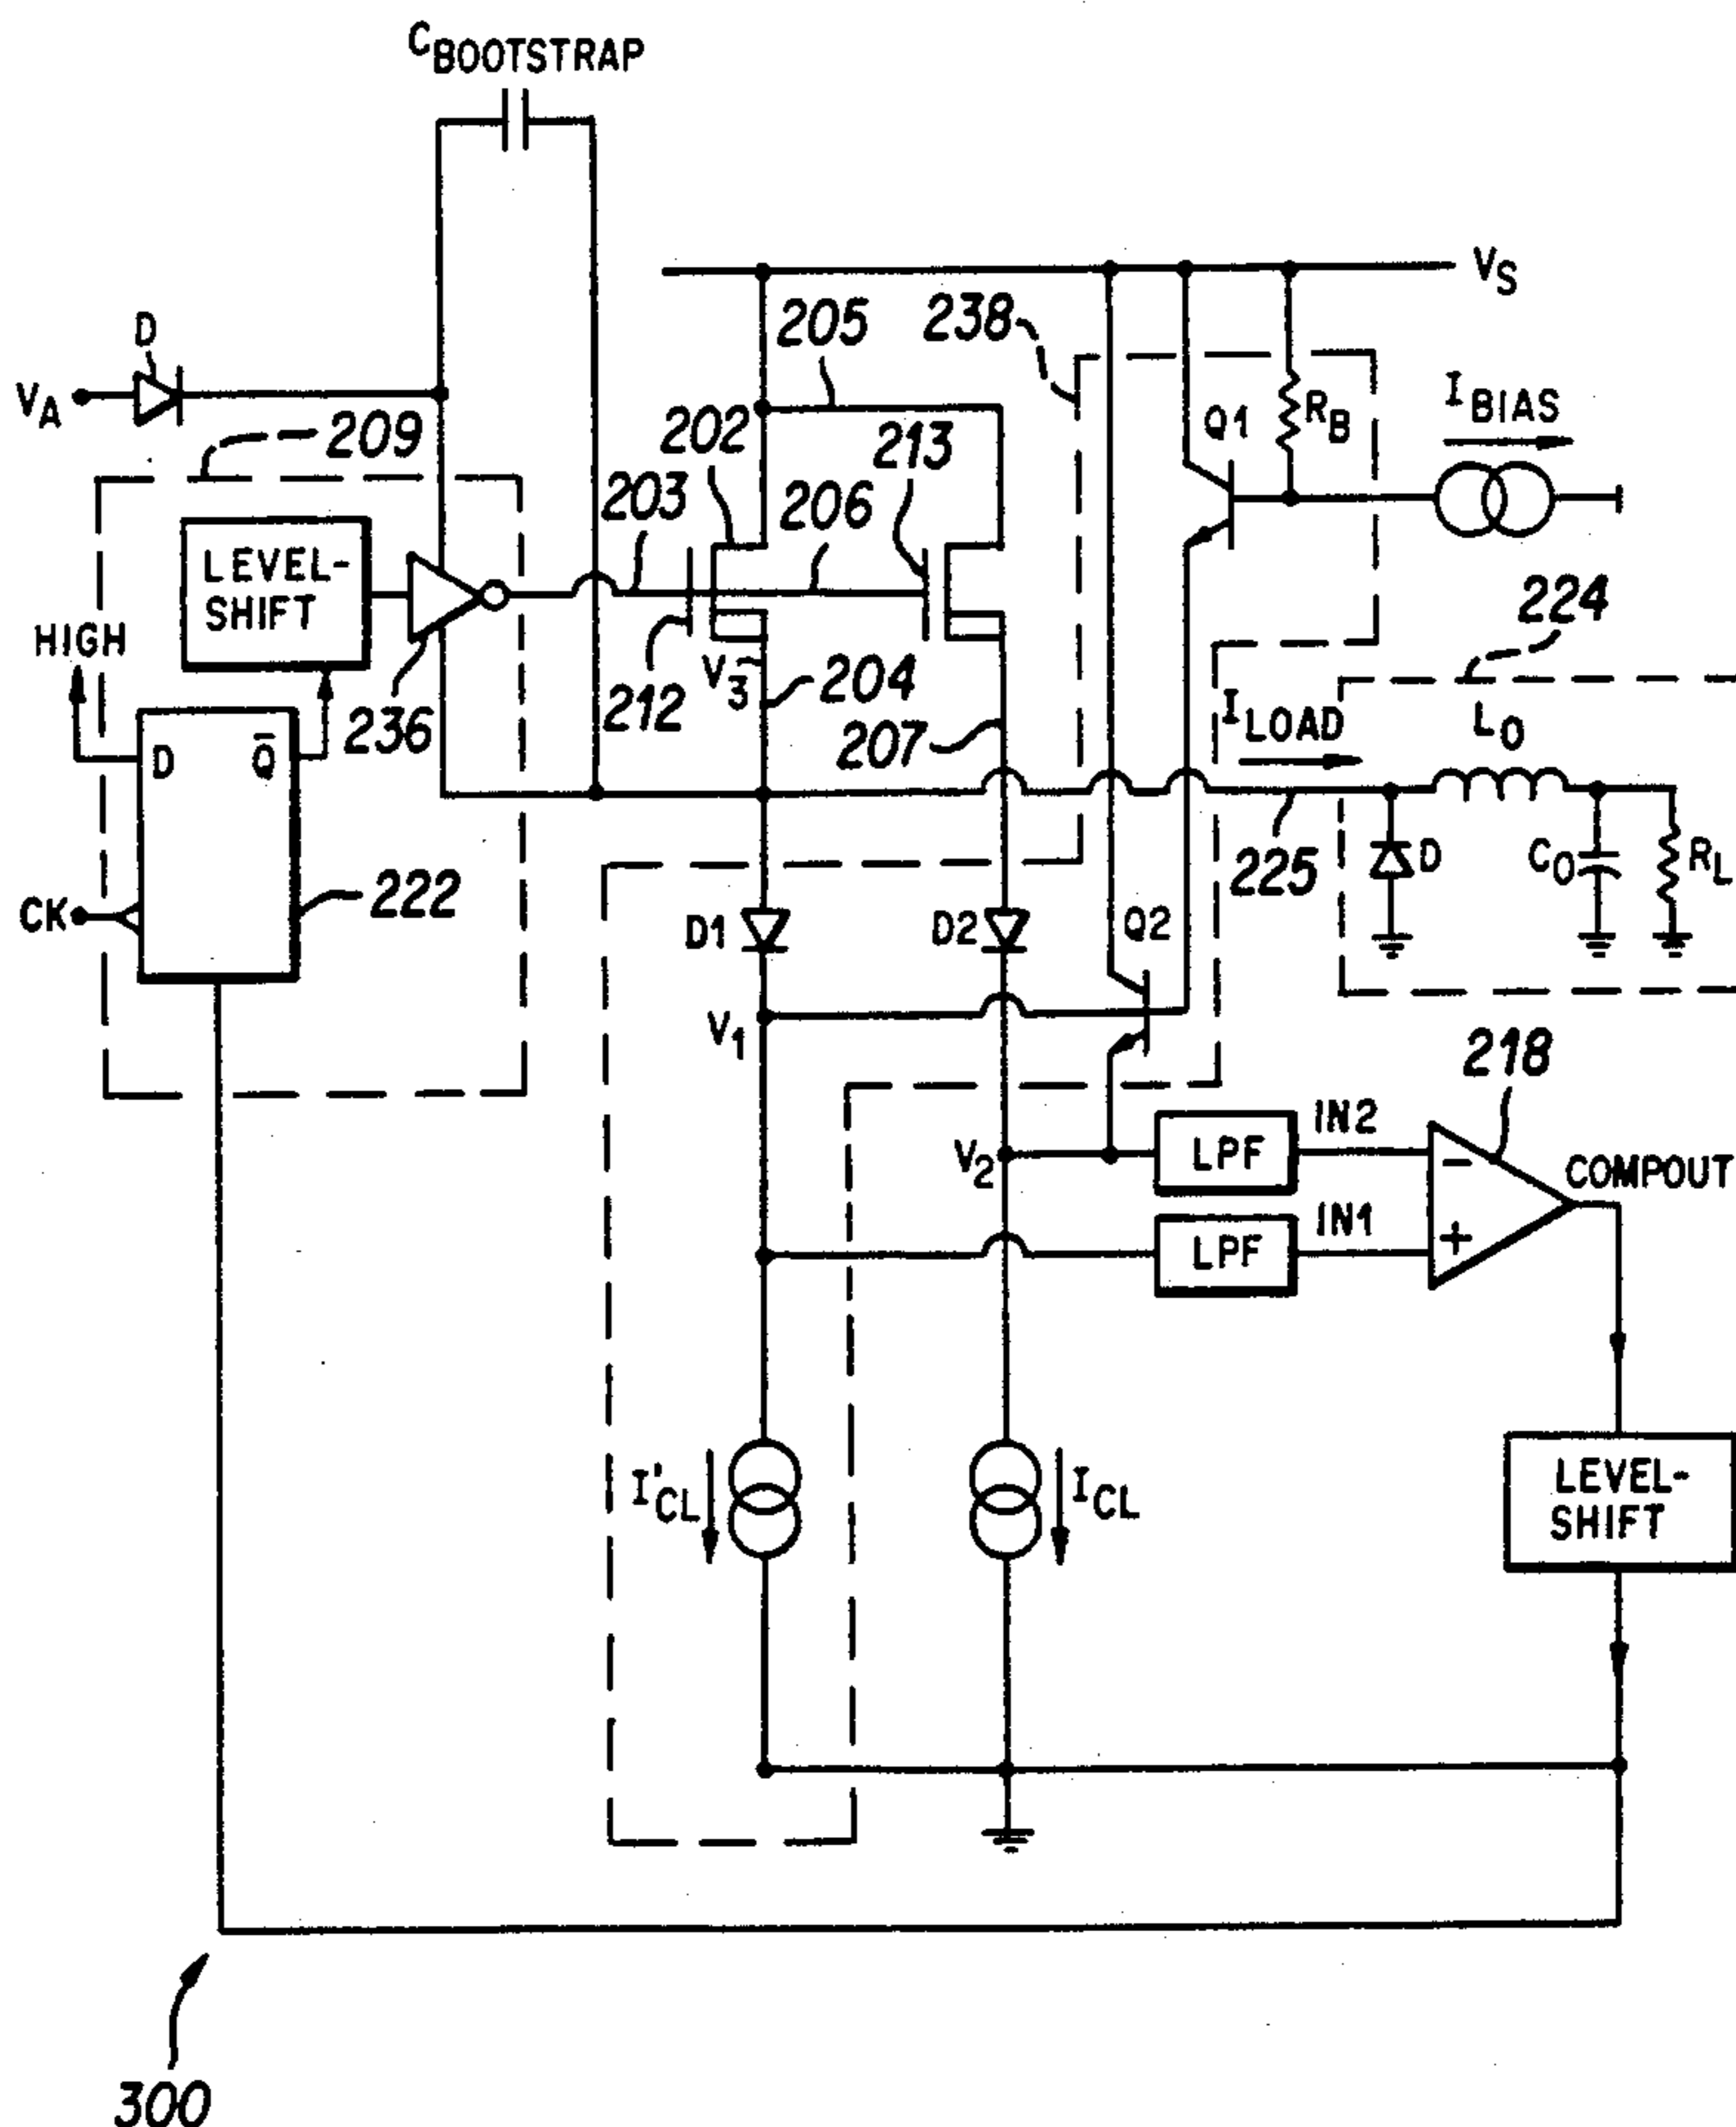 CBOOTSTRAP
VS
205
238
D
VA
209
202
213
Q1
RB
IBIAS
203
206
LEVEL-
SHIFT
224
HIGH
V3
204
212
236
207
ILOAD
LO
D
Q̅
225
D
CO
RL
222
CK
D1
D2
Q2
V1
218
IN2
V2
LPF
−
COMPOUT
IN1
LPF
+
I'CL
ICL
LEVEL-
SHIFT
300